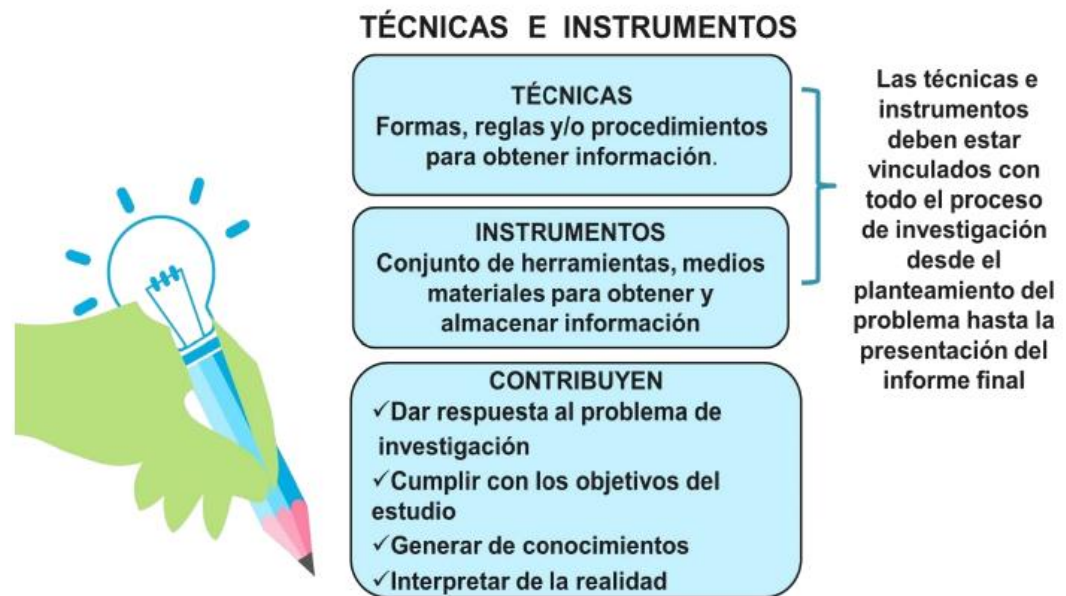 TÉCNICAS E INSTRUMENTOS
TÉCNICAS
Formas, reglas y/o procedimientos
para obtener información.
INSTRUMENTOS
Conjunto de herramientas, medios
materiales para obtener y
almacenar información
CONTRIBUYEN
✓Dar respuesta al problema de
investigación
✓Cumplir con los objetivos del
estudio
✓Generar de conocimientos
✓Interpretar de la realidad
Las técnicas e
instrumentos
deben estar
vinculados con
todo el proceso
de investigación
desde el
planteamiento del
problema hasta la
presentación del
informe final